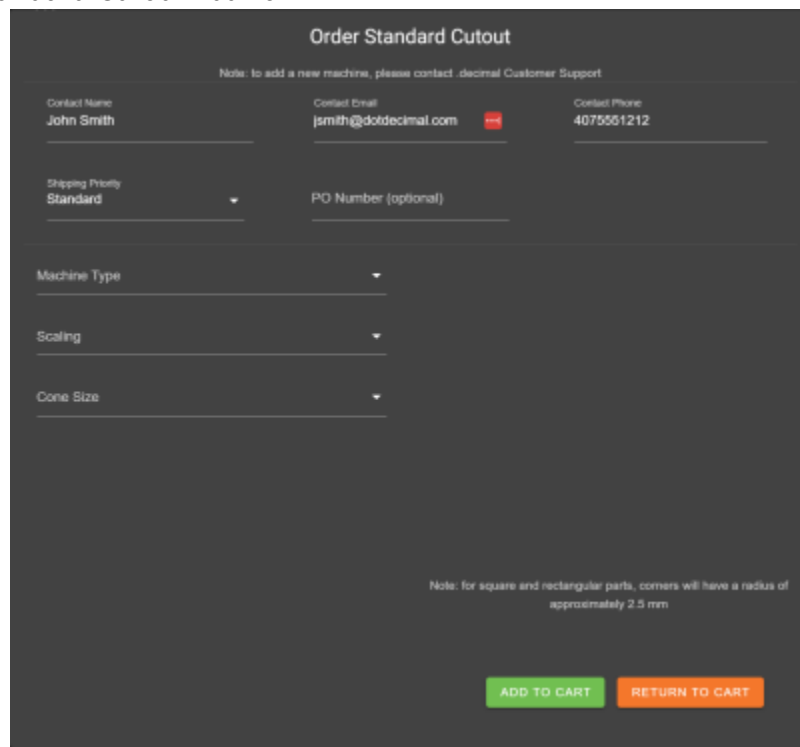 Order Standard Cutout
Note: to add a new machine, please contact .decimal Customer Support
Contact Name
John Smith
Contact Email
jsmith@dotdecimal.com
Contact Phone
4075551212
Shipping Priority
Standard
PO Number (optional)
Machine Type
Scaling
Cone Size
Note: for square and rectangular parts, corners will have a radius of
approximately 2.5 mm
ADD TO CART
RETURN TO CART